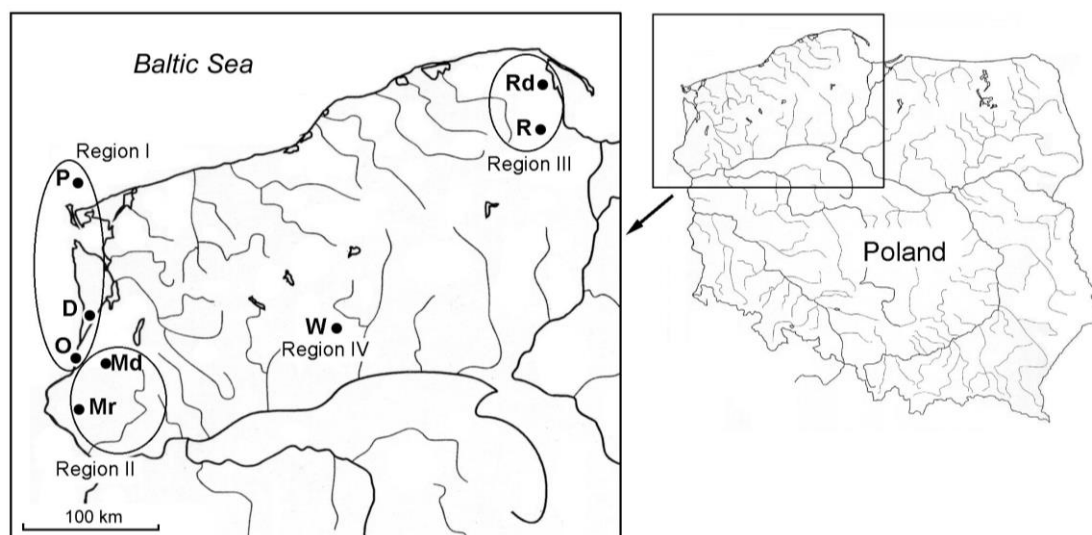 Baltic Sea
Rd
R
Region III
Region I
P
D
O
Md
Mr
Region II
W
Region IV
100 km
Poland